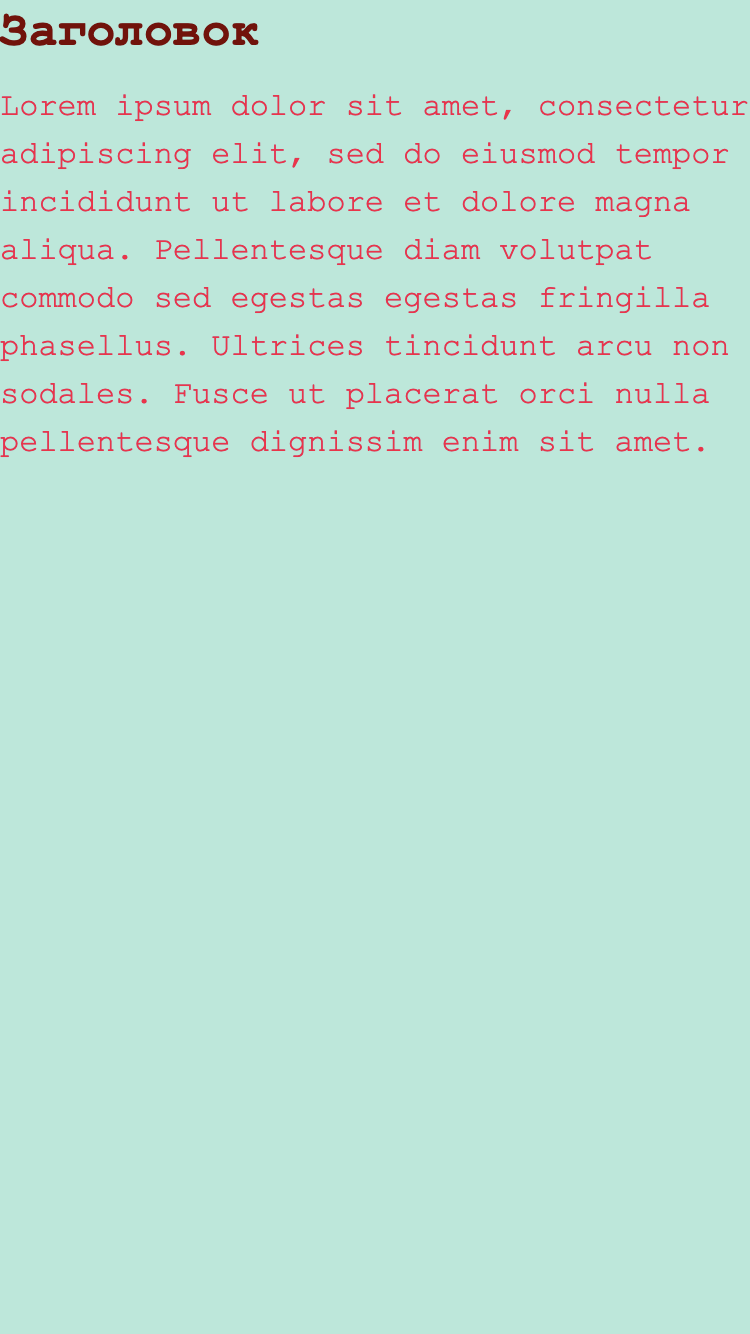 Заголовок
Lorem ipsum dolor sit amet, consectetur
adipiscing elit, sed do eiusmod tempor
incididunt ut labore et dolore magna
aliqua. Pellentesque diam volutpat
commodo sed egestas egestas fringilla
phasellus. Ultrices tincidunt arcu non
sodales. Fusce ut placerat orci nulla
pellentesque dignissim enim sit amet.